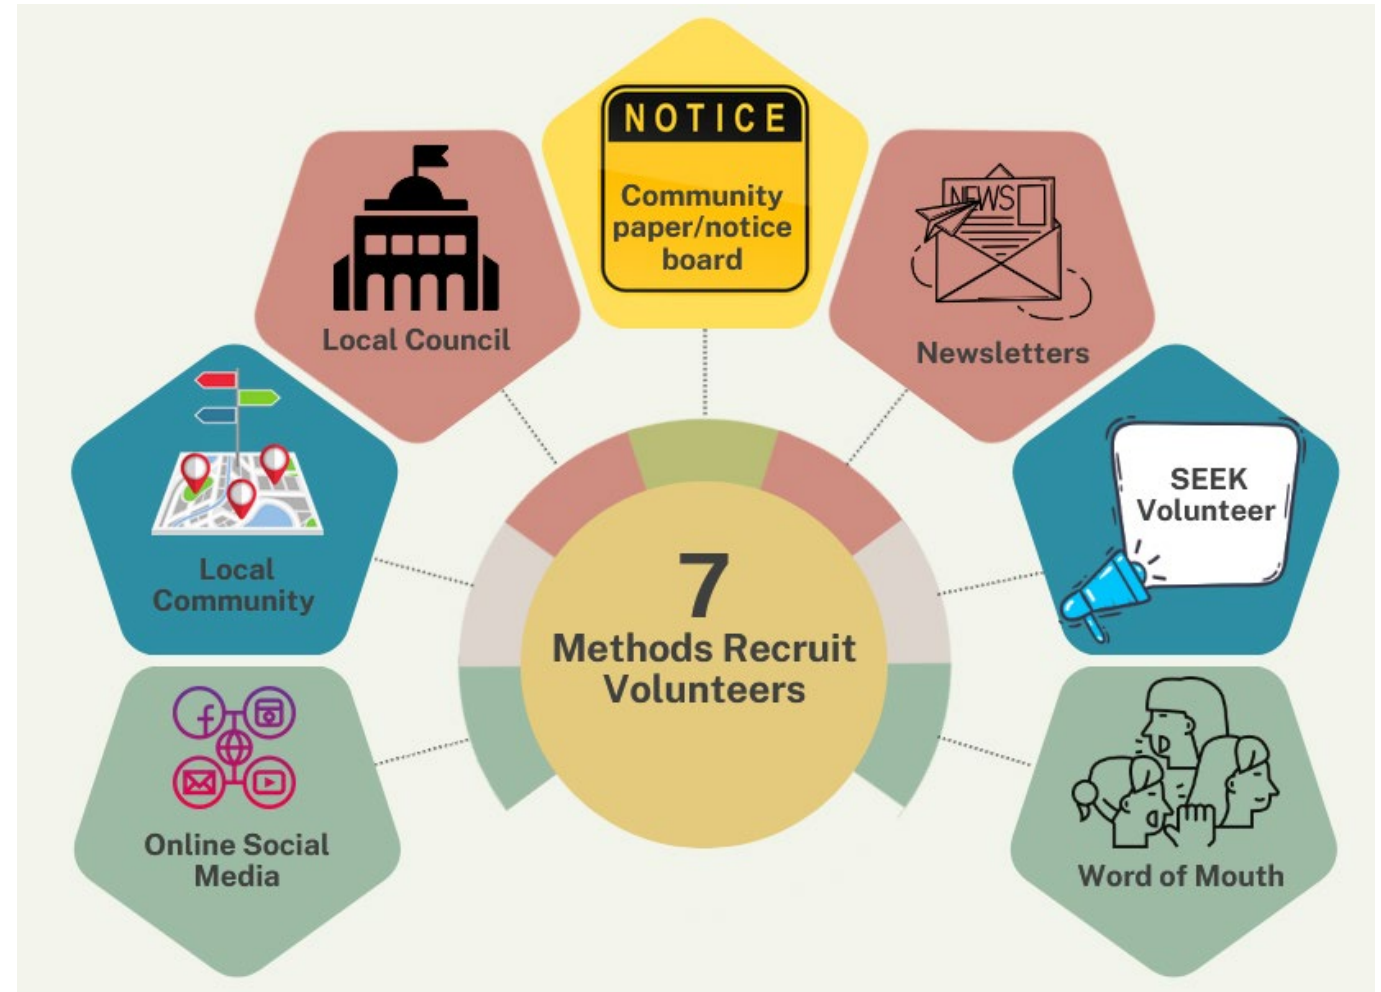 NOTICE
Community
paper/notice
board
Local Council
NEWS
Newsletters
Local
Community
SEEK
Volunteer
7
Methods Recruit
Volunteers
Online Social
Media
Word of Mouth